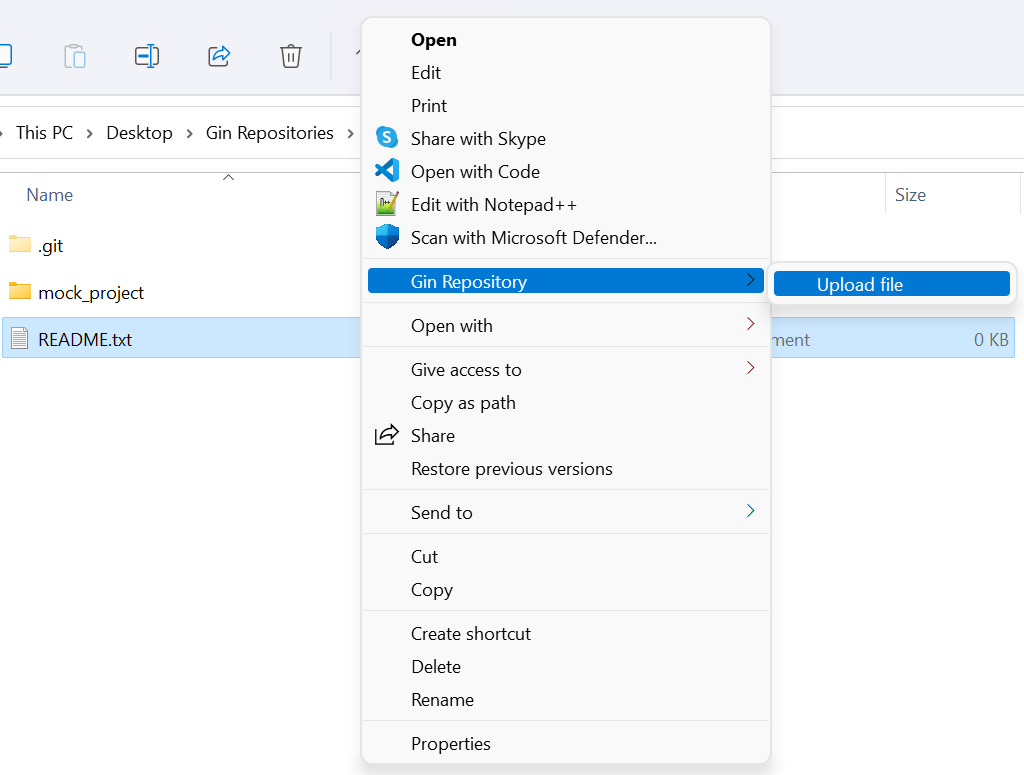 This PC > Desktop > Gin Repositories >
Name
Size
.git
mock_project
README.txt
ment
0 KB
Open
Edit
Print
Share with Skype
Open with Code
Edit with Notepad++
Scan with Microsoft Defender...
Gin Repository
Upload file
Open with
Give access to
Copy as path
Share
Restore previous versions
Send to
Cut
Copy
Create shortcut
Delete
Rename
Properties